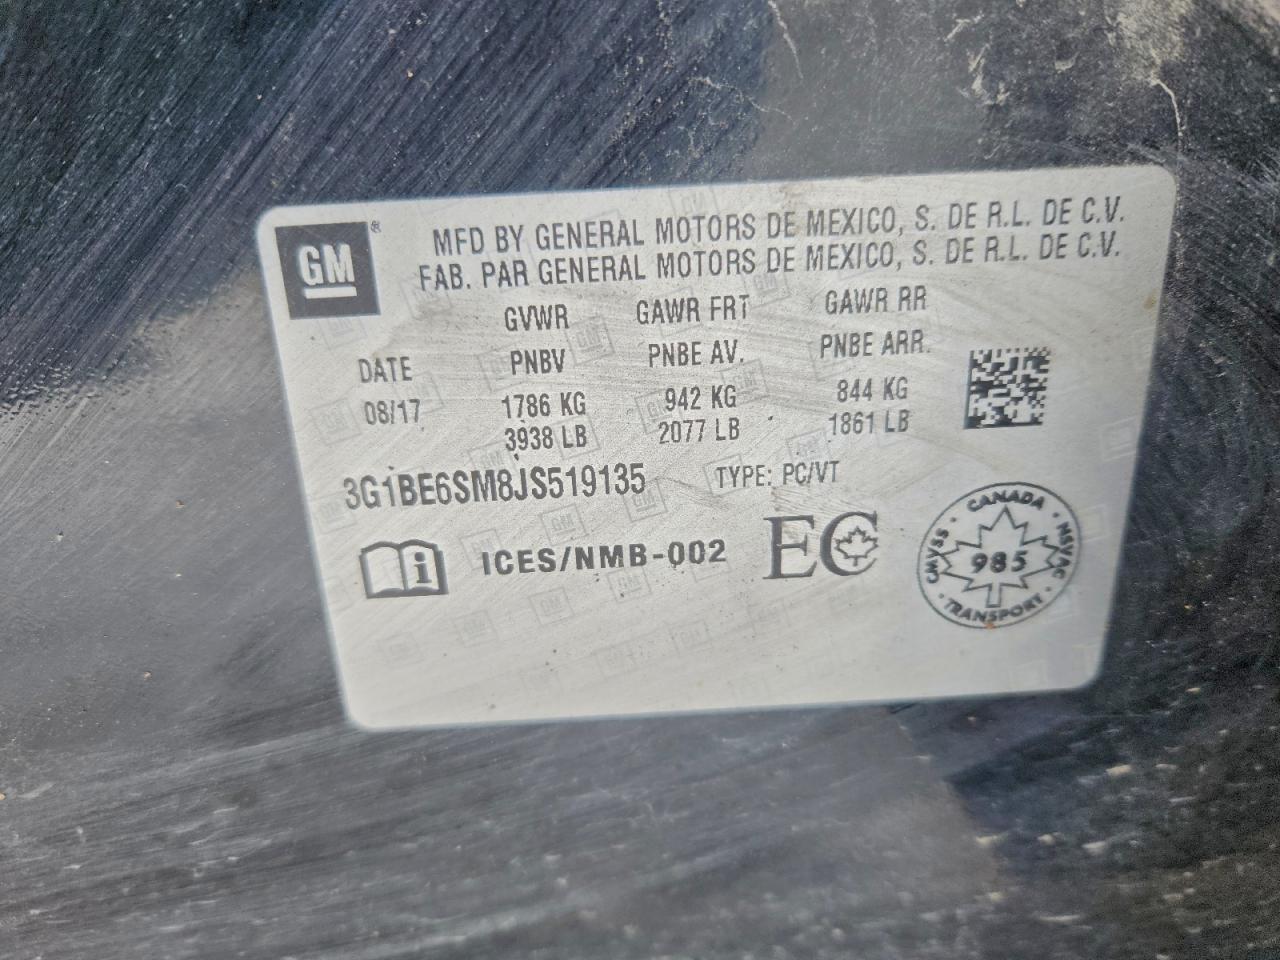 GM ®
MFD BY GENERAL MOTORS DE MEXICO, S. DE R.L. DE C.V.
FAB. PAR GENERAL MOTORS DE MEXICO, S. DE R.L. DE C.V.
GVWR GAWR FRT GAWR RR
DATE PNBV PNBE AV. PNBE ARR.
08/17 1786 KG 942 KG 844 KG
3938 LB 2077 LB 1861 LB
3G1BE6SM8JS519135 TYPE: PC/VT
i ICES/NMB-002 EC
CANADA
CMVSS 985 NSVAC
TRANSPORT